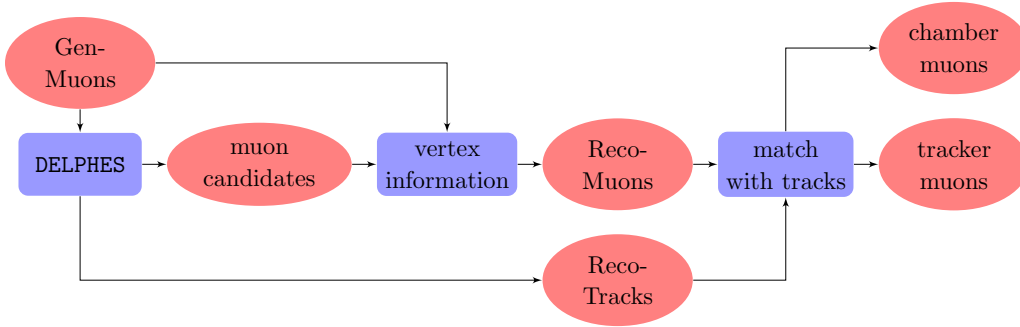 Gen-
Muons
chamber
muons
DELPHES
muon
candidates
vertex
information
Reco-
Muons
match
with tracks
tracker
muons
Reco-
Tracks